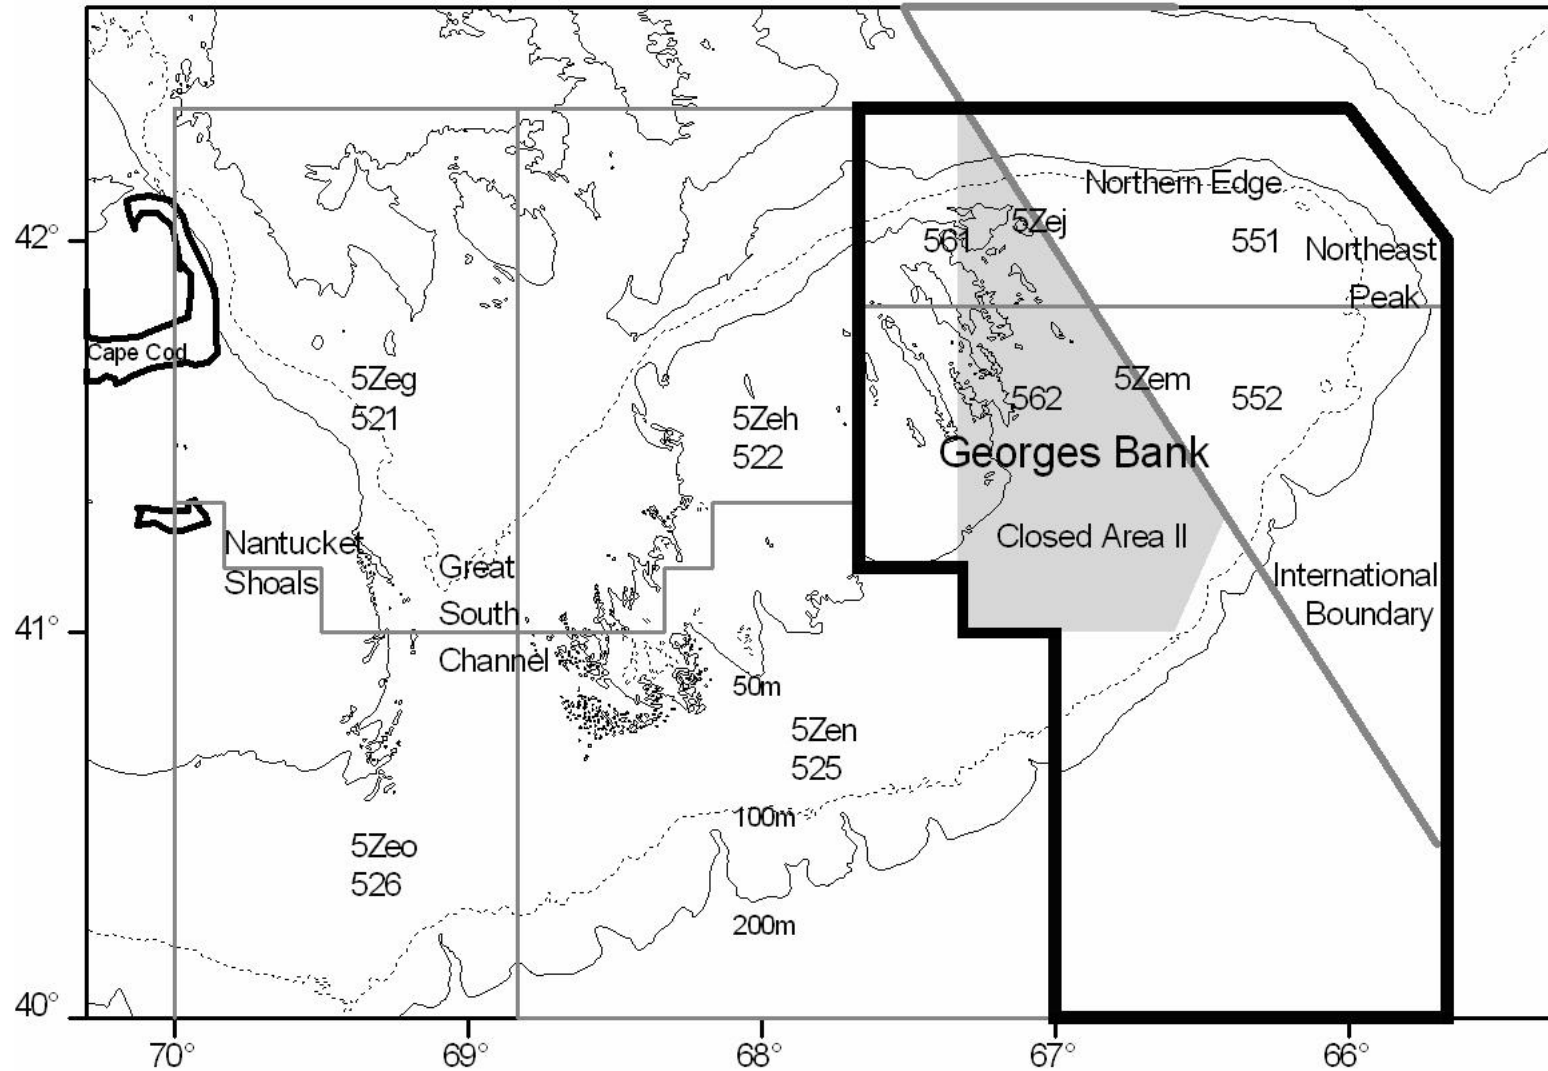 Northern Edge
5Zej
42°
561
551
Northeast
Peak
Cape Cod
5Zeg
521
5Zem
562
552
5Zeh
522
Georges Bank
Closed Area II
Nantucket
Shoals
Great
South
Channel
International
Boundary
41°
50m
5Zen
525
100m
5Zeo
526
200m
40°
70°
69°
68°
67°
66°